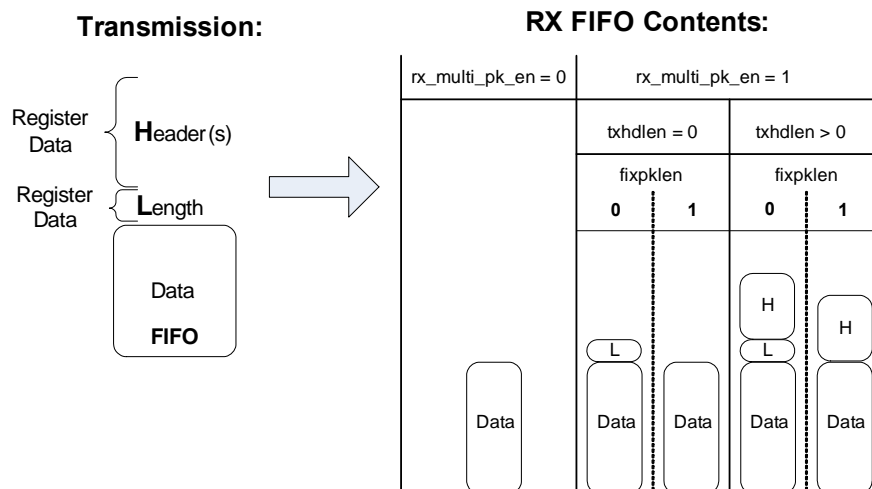 Transmission:
RX FIFO Contents:
rx_multi_pk_en = 0
rx_multi_pk_en = 1
Register
Data
Header(s)
txhdlen = 0
txhdlen > 0
Register
Data
Length
fixpklen
fixpklen
0
1
0
1
Data
FIFO
H
H
L
L
Data
Data
Data
Data
Data